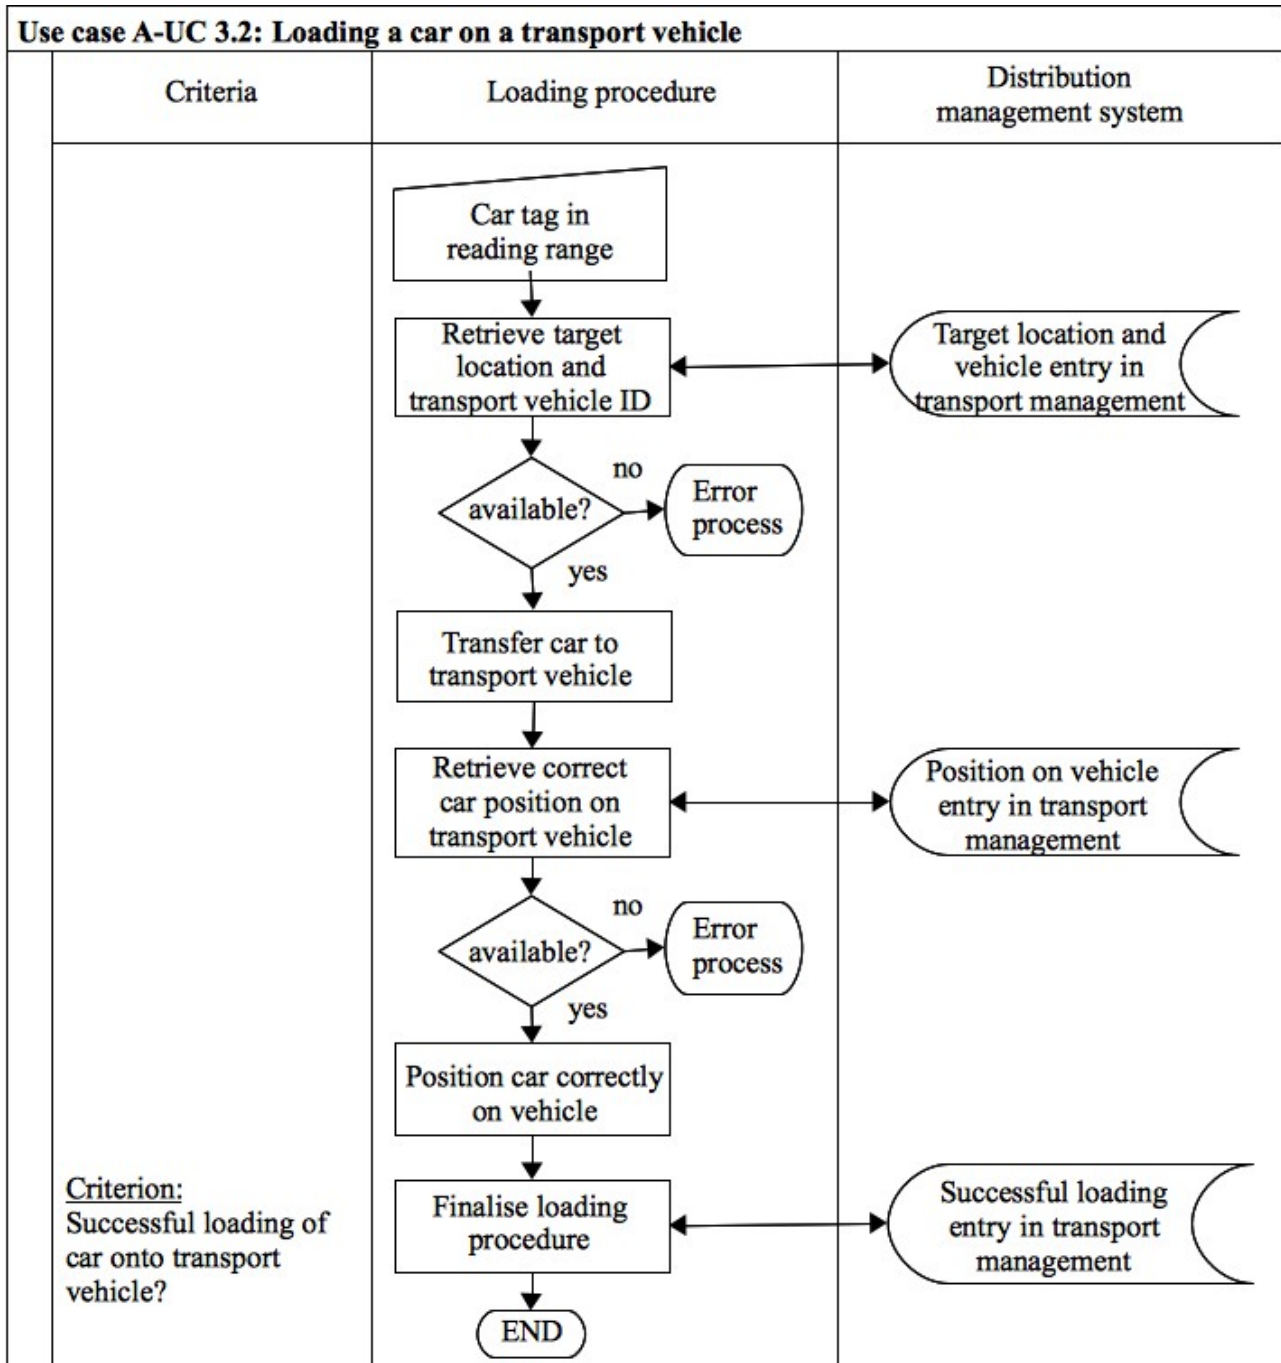 Use case A-UC 3.2: Loading a car on a transport vehicle
Criteria
Loading procedure
Distribution
management system
Car tag in
reading range
Retrieve target
location and
transport vehicle ID
Target location and
vehicle entry in
transport management
available?
no
Error
process
yes
Transfer car to
transport vehicle
Retrieve correct
car position on
transport vehicle
Position on vehicle
entry in transport
management
available?
no
Error
process
yes
Position car correctly
on vehicle
Criterion:
Successful loading of
car onto transport
vehicle?
Finalise loading
procedure
Successful loading
entry in transport
management
END